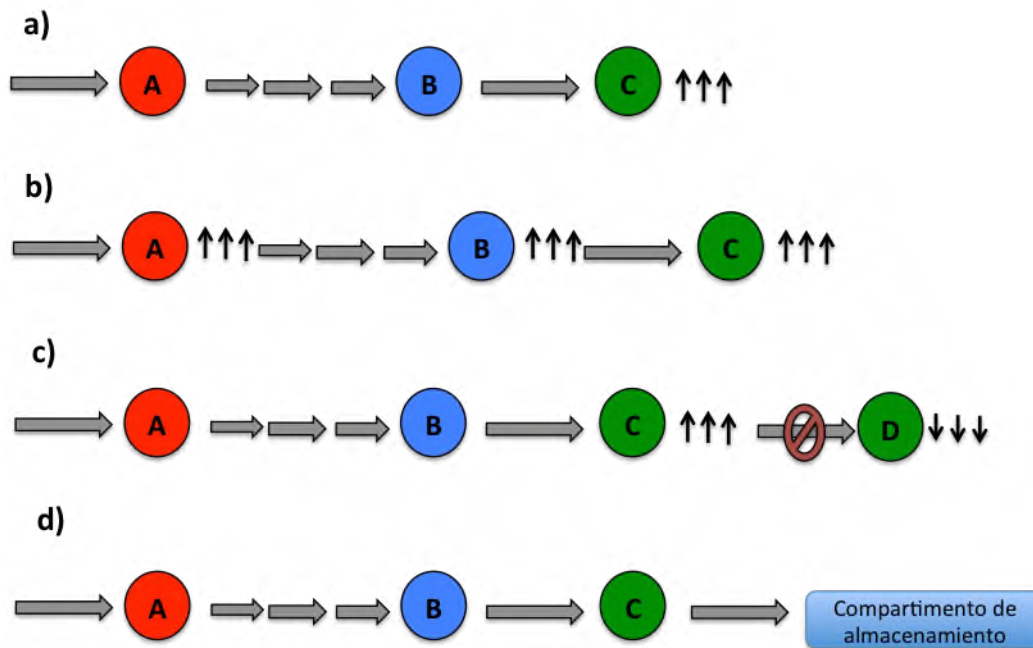 a)
A B C ↑↑↑
b)
A ↑↑↑ B ↑↑↑ C ↑↑↑
c)
A B C ↑↑↑ D ↓↓↓
d)
A B C Compartimento de
almacenamiento